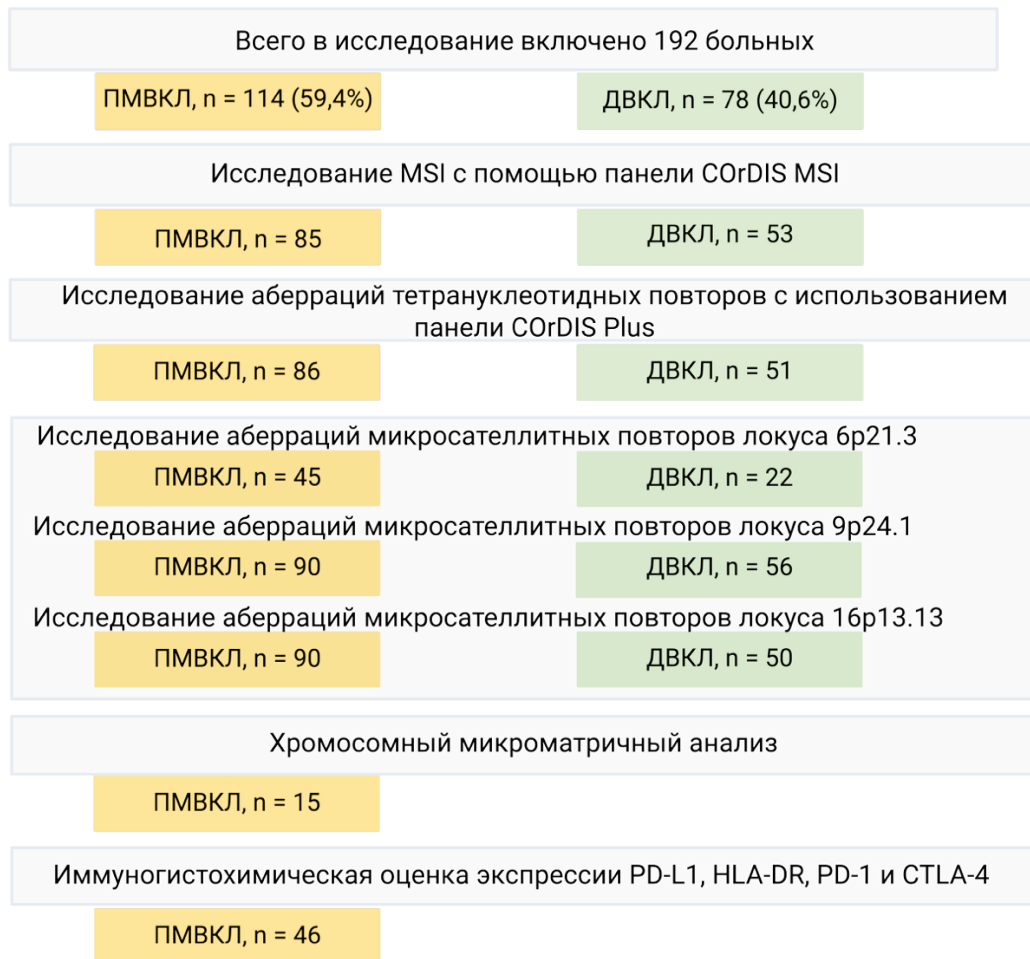 Всего в исследование включено 192 больных
ПМВКЛ, n = 114 (59,4%)
ДВКЛ, n = 78 (40,6%)
Исследование MSI с помощью панели COrDIS MSI
ПМВКЛ, n = 85
ДВКЛ, n = 53
Исследование аберраций тетрануклеотидных повторов с использованием
панели COrDIS Plus
ПМВКЛ, n = 86
ДВКЛ, n = 51
Исследование аберраций микросателлитных повторов локуса 6p21.3
ПМВКЛ, n = 45
ДВКЛ, n = 22
Исследование аберраций микросателлитных повторов локуса 9p24.1
ПМВКЛ, n = 90
ДВКЛ, n = 56
Исследование аберраций микросателлитных повторов локуса 16p13.13
ПМВКЛ, n = 90
ДВКЛ, n = 50
Хромосомный микроматричный анализ
ПМВКЛ, n = 15
Иммуногистохимическая оценка экспрессии PD-L1, HLA-DR, PD-1 и CTLA-4
ПМВКЛ, n = 46